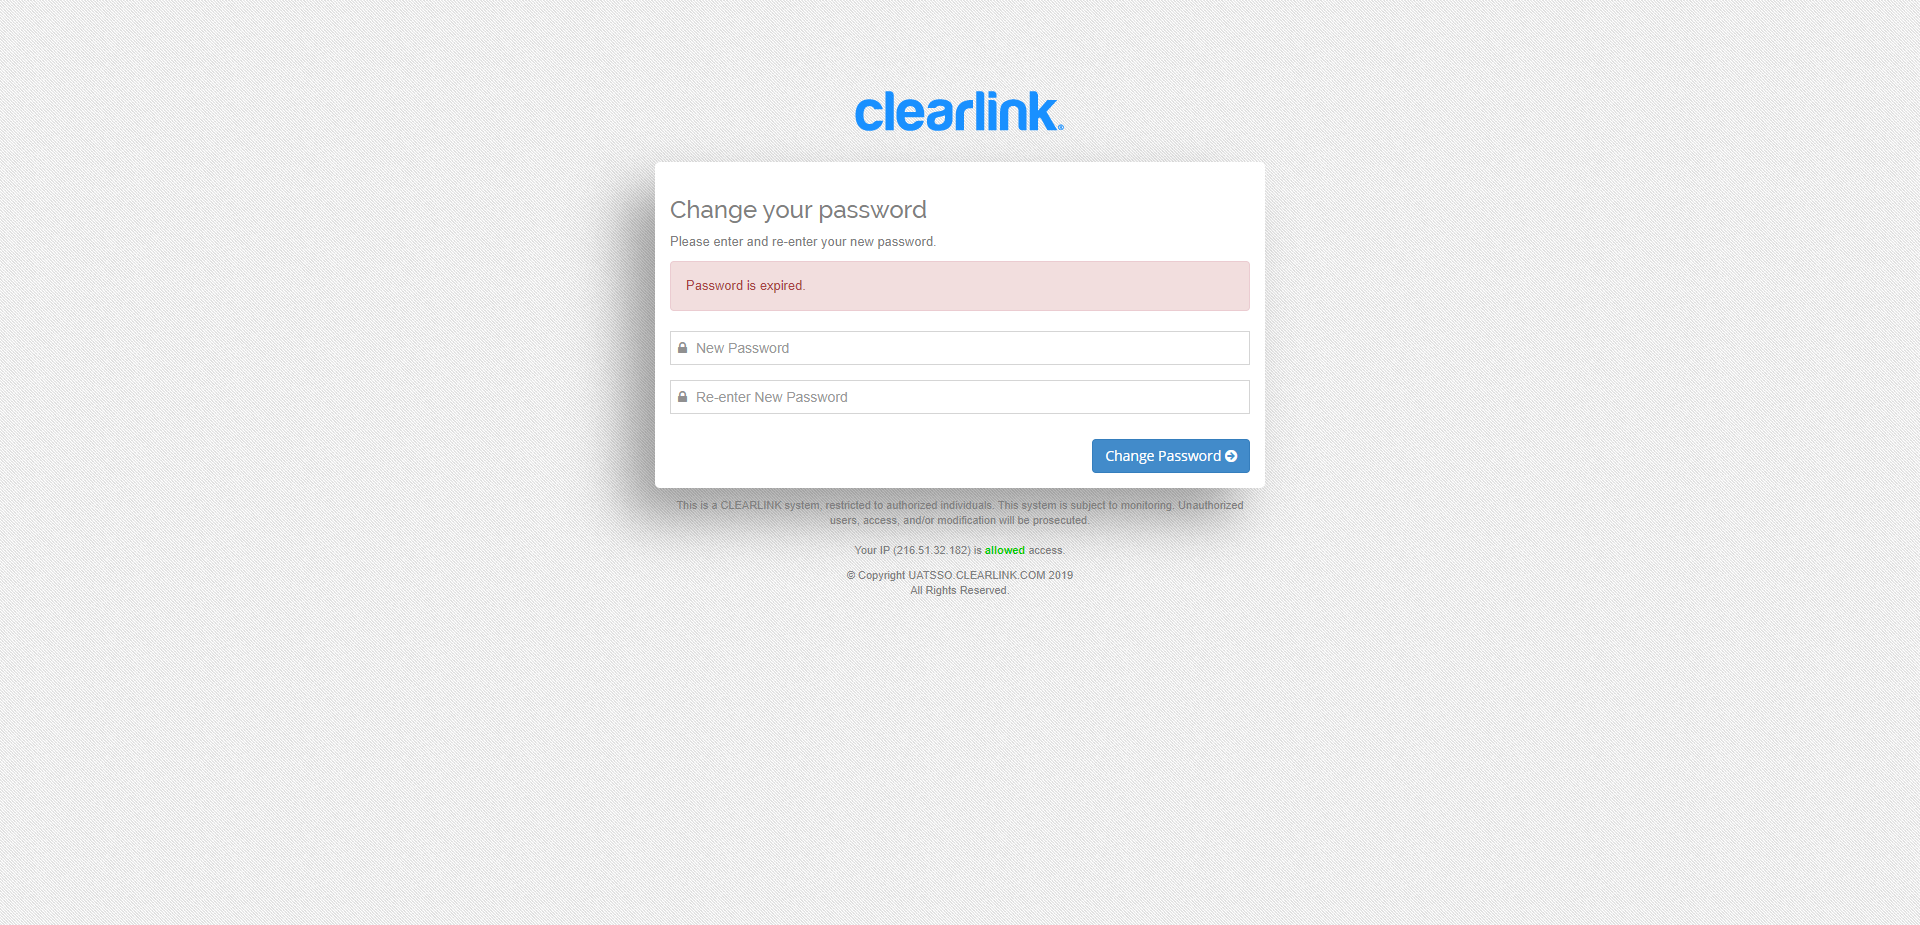 clearlink®
Change your password
Please enter and re-enter your new password.
Password is expired.
New Password
Re-enter New Password
Change Password
This is a CLEARLINK system, restricted to authorized individuals. This system is subject to monitoring. Unauthorized
users, access, and/or modification will be prosecuted.
Your IP (216.51.32.182) is allowed access.
© Copyright UATSSO.CLEARLINK.COM 2019
All Rights Reserved.